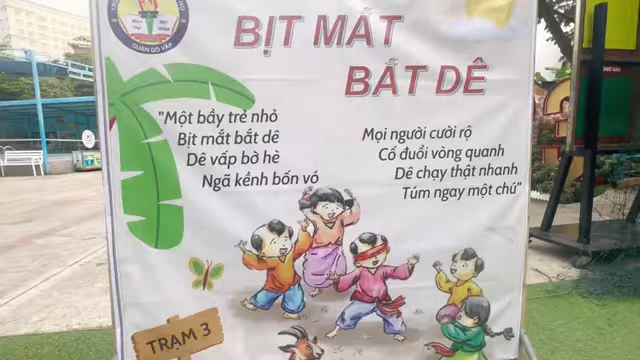 QUẬN GÒ VẤP
BỊT MẮT
BẮT DÊ
"Một bầy trẻ nhỏ
Bịt mắt bắt dê
Dê vấp bờ hè
Ngã kềnh bốn vó
Mọi người cười rộ
Cố đuổi vòng quanh
Dê chạy thật nhanh
Túm ngay một chú"
TRẠM 3